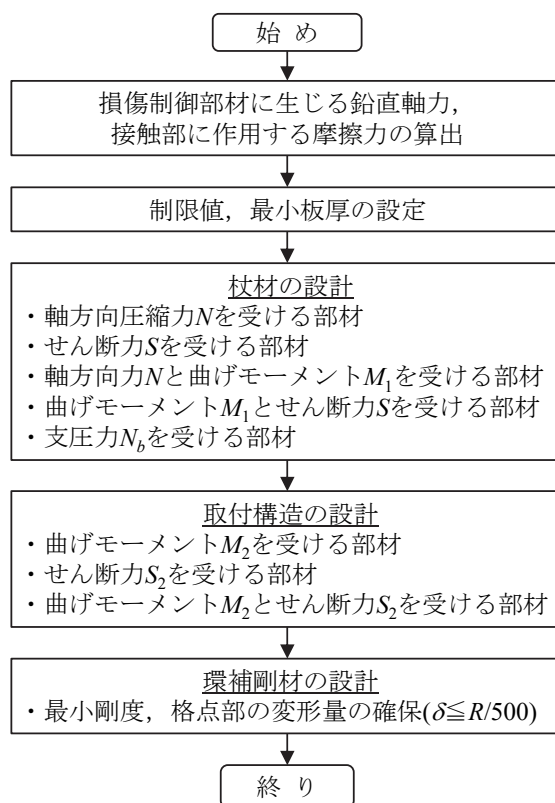 始 め
損傷制御部材に生じる鉛直軸力,
接触部に作用する摩擦力の算出
制限値，最小板厚の設定
杖材の設計
・軸方向圧縮力Nを受ける部材
・せん断力Sを受ける部材
・軸方向力Nと曲げモーメントM₁を受ける部材
・曲げモーメントM₁とせん断力Sを受ける部材
・支圧力N_bを受ける部材
取付構造の設計
・曲げモーメントM₂を受ける部材
・せん断力S₂を受ける部材
・曲げモーメントM₂とせん断力S₂を受ける部材
環補剛材の設計
・最小剛度，格点部の変形量の確保(δ≦R/500)
終 り